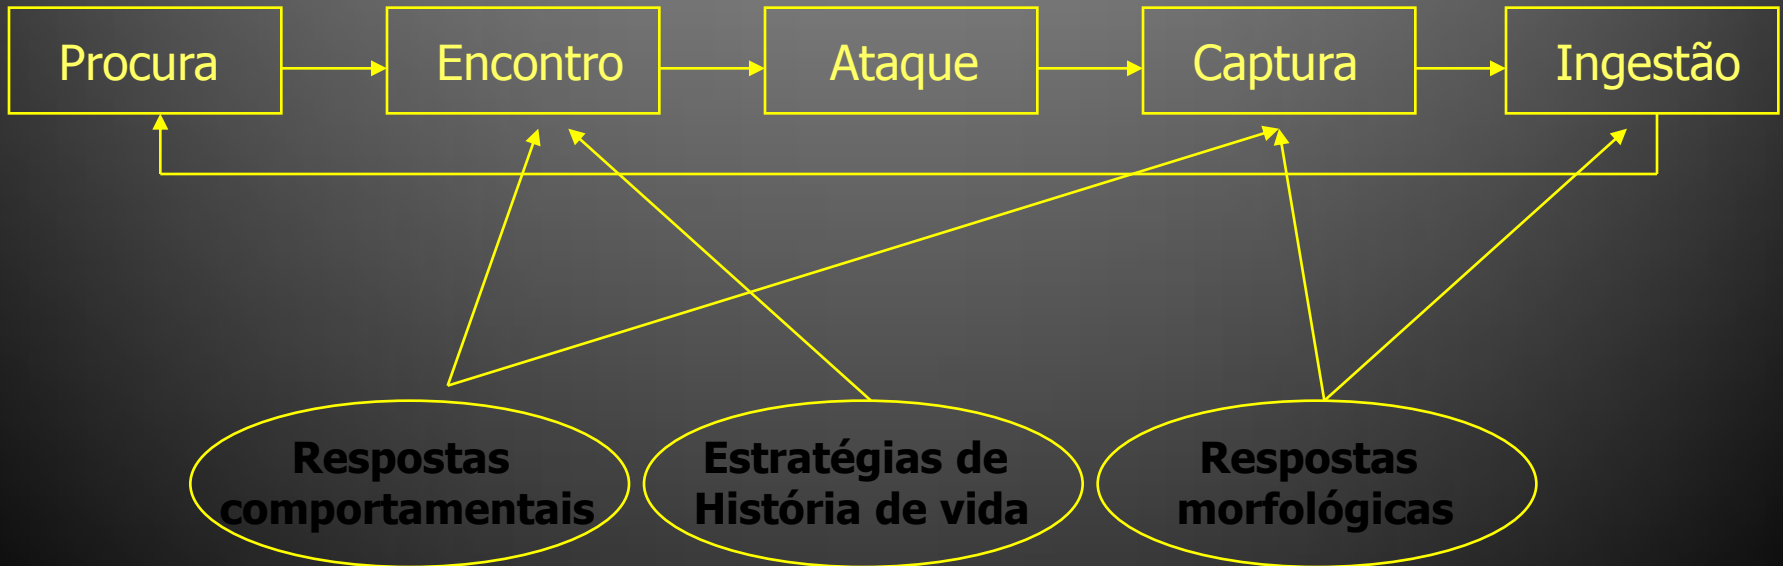 Procura
Encontro
Ataque
Captura
Ingestão
Respostas
comportamentais
Estratégias de
História de vida
Respostas
morfológicas